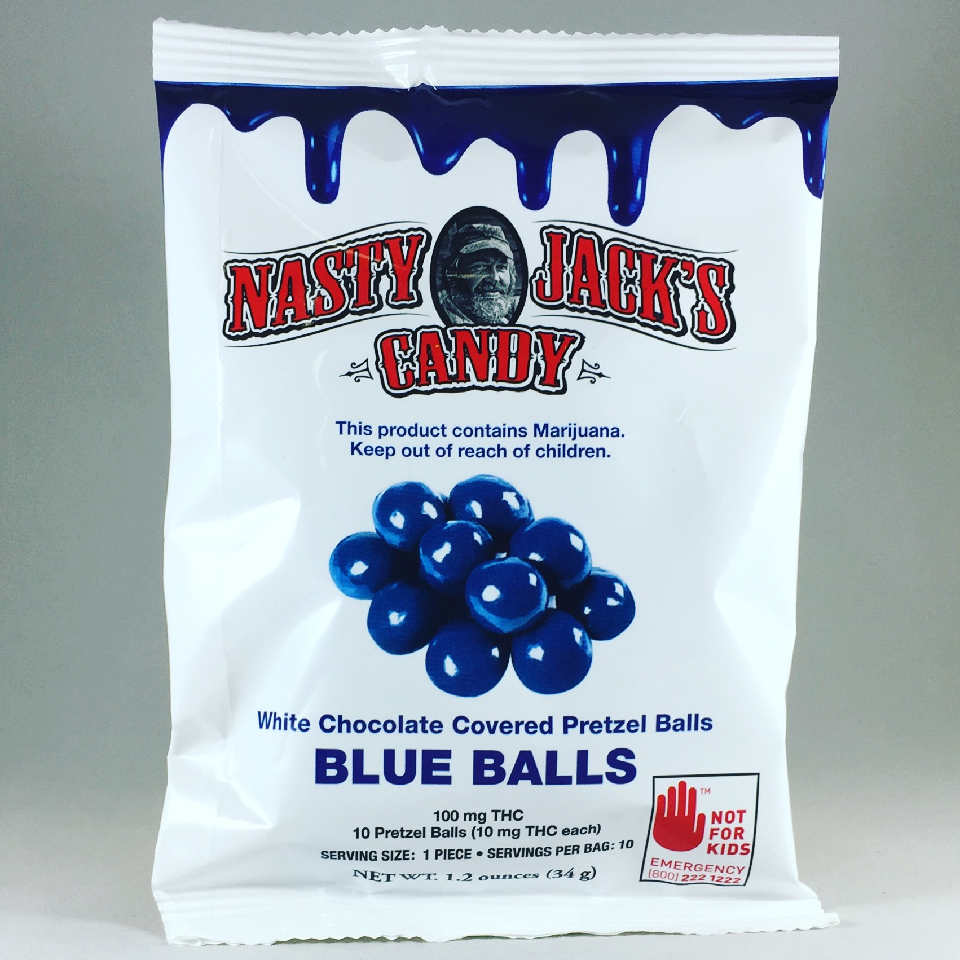 NASTY JACK'S
CANDY
This product contains Marijuana.
Keep out of reach of children.
White Chocolate Covered Pretzel Balls
BLUE BALLS
100 mg THC
10 Pretzel Balls (10 mg THC each)
SERVING SIZE: 1 PIECE • SERVINGS PER BAG: 10
NET WT. 1.2 ounces (34 g)
TM
NOT
FOR
KIDS
EMERGENCY
(800) 222 1222